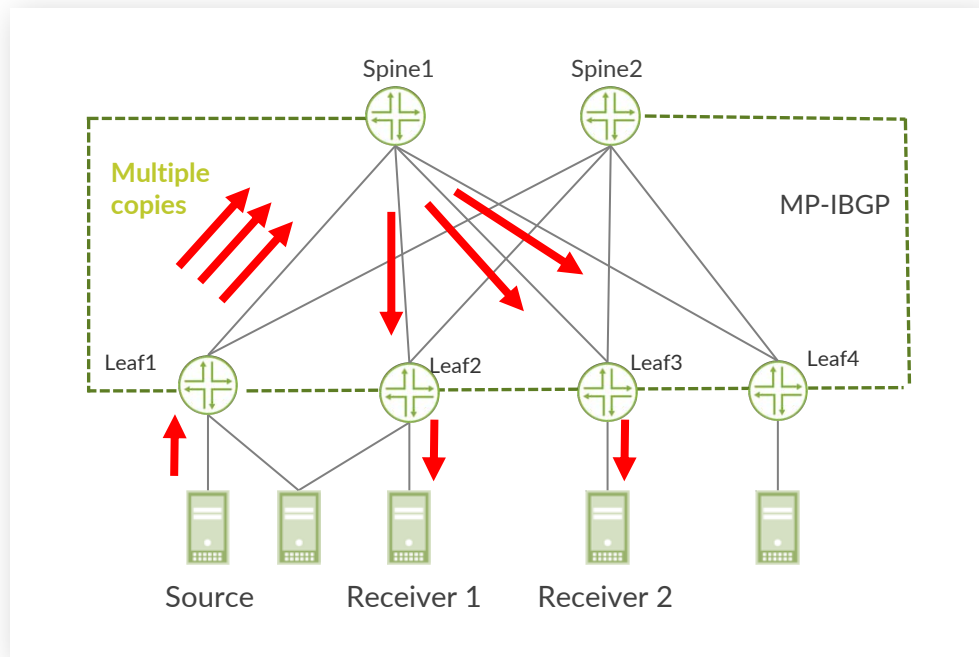 Spine1
Spine2
Multiple
copies
MP-IBGP
Leaf1
Leaf2
Leaf3
Leaf4
Source
Receiver 1
Receiver 2